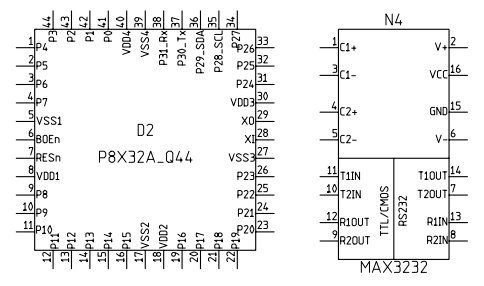 44 43 42 41 40 39 38 37 36 35 34
P3 P2 P1 P0 VDD4 VSS4 P31_Rx P30_Tx P29_SDA P28_SCL P27
1 P4 P26 33
2 P5 P25 32
3 P6 P24 31
4 P7 VDD3 30
5 VSS1 XO 29
6 BOEn XI 28
7 RESn VSS3 27
8 VDD1 P23 26
9 P8 P22 25
10 P9 P21 24
11 P10 P20 23
D2
P8X32A_Q44
P11 P12 P13 P14 P15 VSS2 VDD2 P16 P17 P18 P19
12 13 14 15 16 17 18 19 20 21 22
N4
1 C1+ V+ 2
3 C1- VCC 16
4 C2+ GND 15
5 C2- V- 6
11 T1IN T1OUT 14
10 T2IN T2OUT 7
12 R1OUT R1IN 13
9 R2OUT R2IN 8
TTL/CMOS
RS232
MAX3232